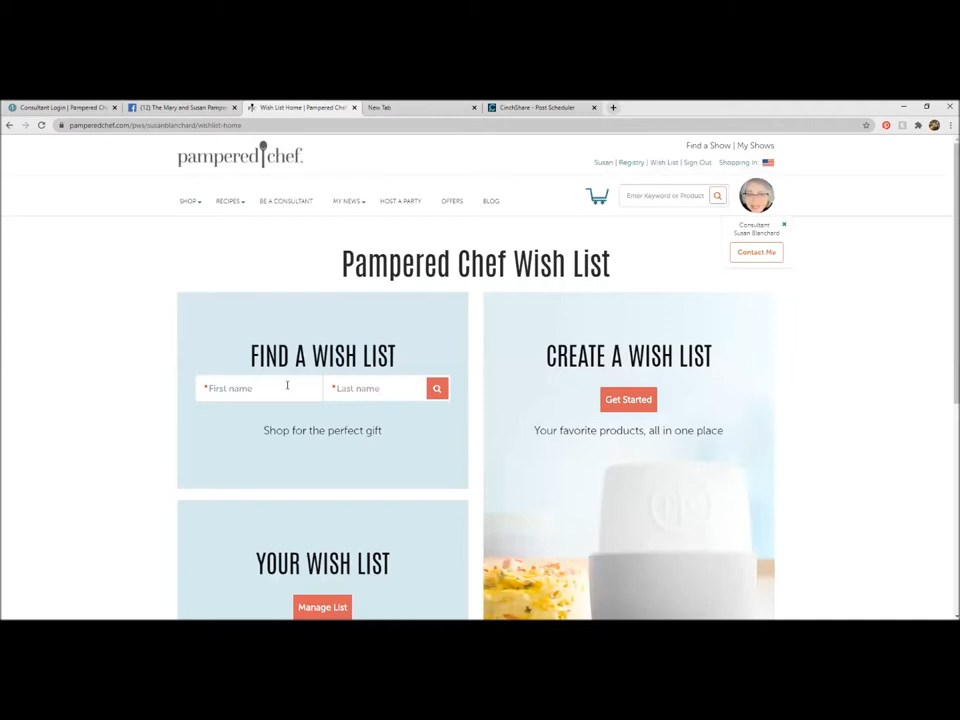 Consultant Login | Pampered Ch
(12) The Mary and Susan Pamper
Wish List Home | Pampered Chef
New Tab
CinchShare - Post Scheduler
pamperedchef.com/pws/susanblanchard/wishlist-home
Find a Show | My Shows
pampered chef.
Susan | Registry | Wish List | Sign Out Shopping in:
SHOP RECIPES BE A CONSULTANT MY NEWS HOST A PARTY OFFERS BLOG
Enter Keyword or Product
Consultant
Susan Blanchard
Contact Me
Pampered Chef Wish List
FIND A WISH LIST
*First name *Last name
Shop for the perfect gift
CREATE A WISH LIST
Get Started
Your favorite products, all in one place
YOUR WISH LIST
Manage List